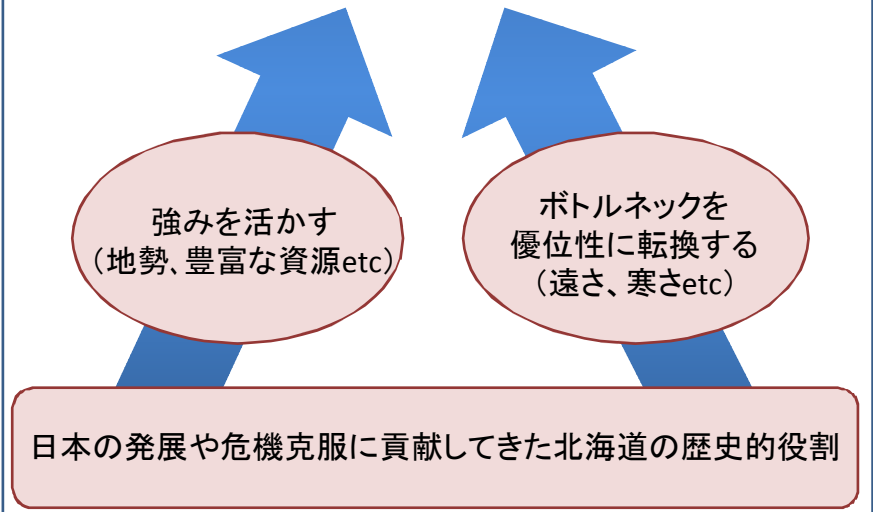 強みを活かす
（地勢、豊富な資源etc）
ボトルネックを
優位性に転換する
（遠さ、寒さetc）
日本の発展や危機克服に貢献してきた北海道の歴史的役割